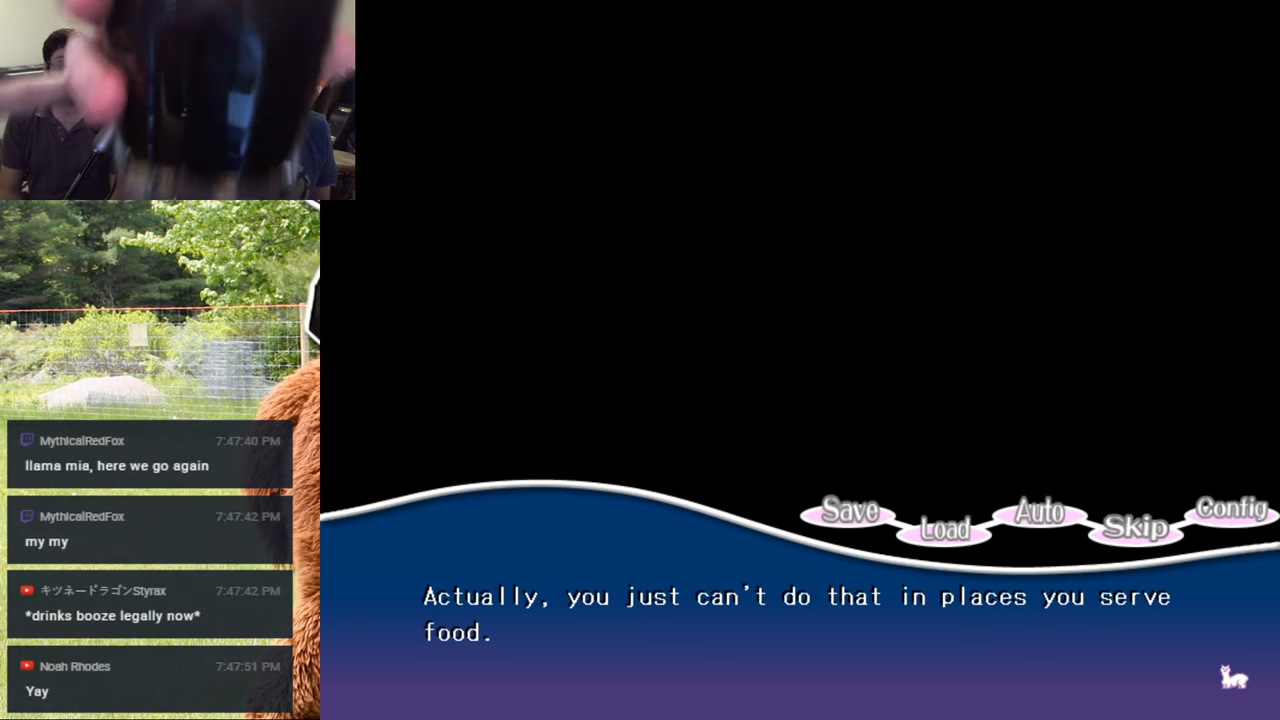 MythicalRedFox 7:47:40 PM
llama mia, here we go again
MythicalRedFox 7:47:42 PM
my my
キツネードラゴンStyrax 7:47:42 PM
*drinks booze legally now*
Noah Rhodes 7:47:51 PM
Yay
Save Load Auto Skip Config
Actually, you just can't do that in places you serve
food.